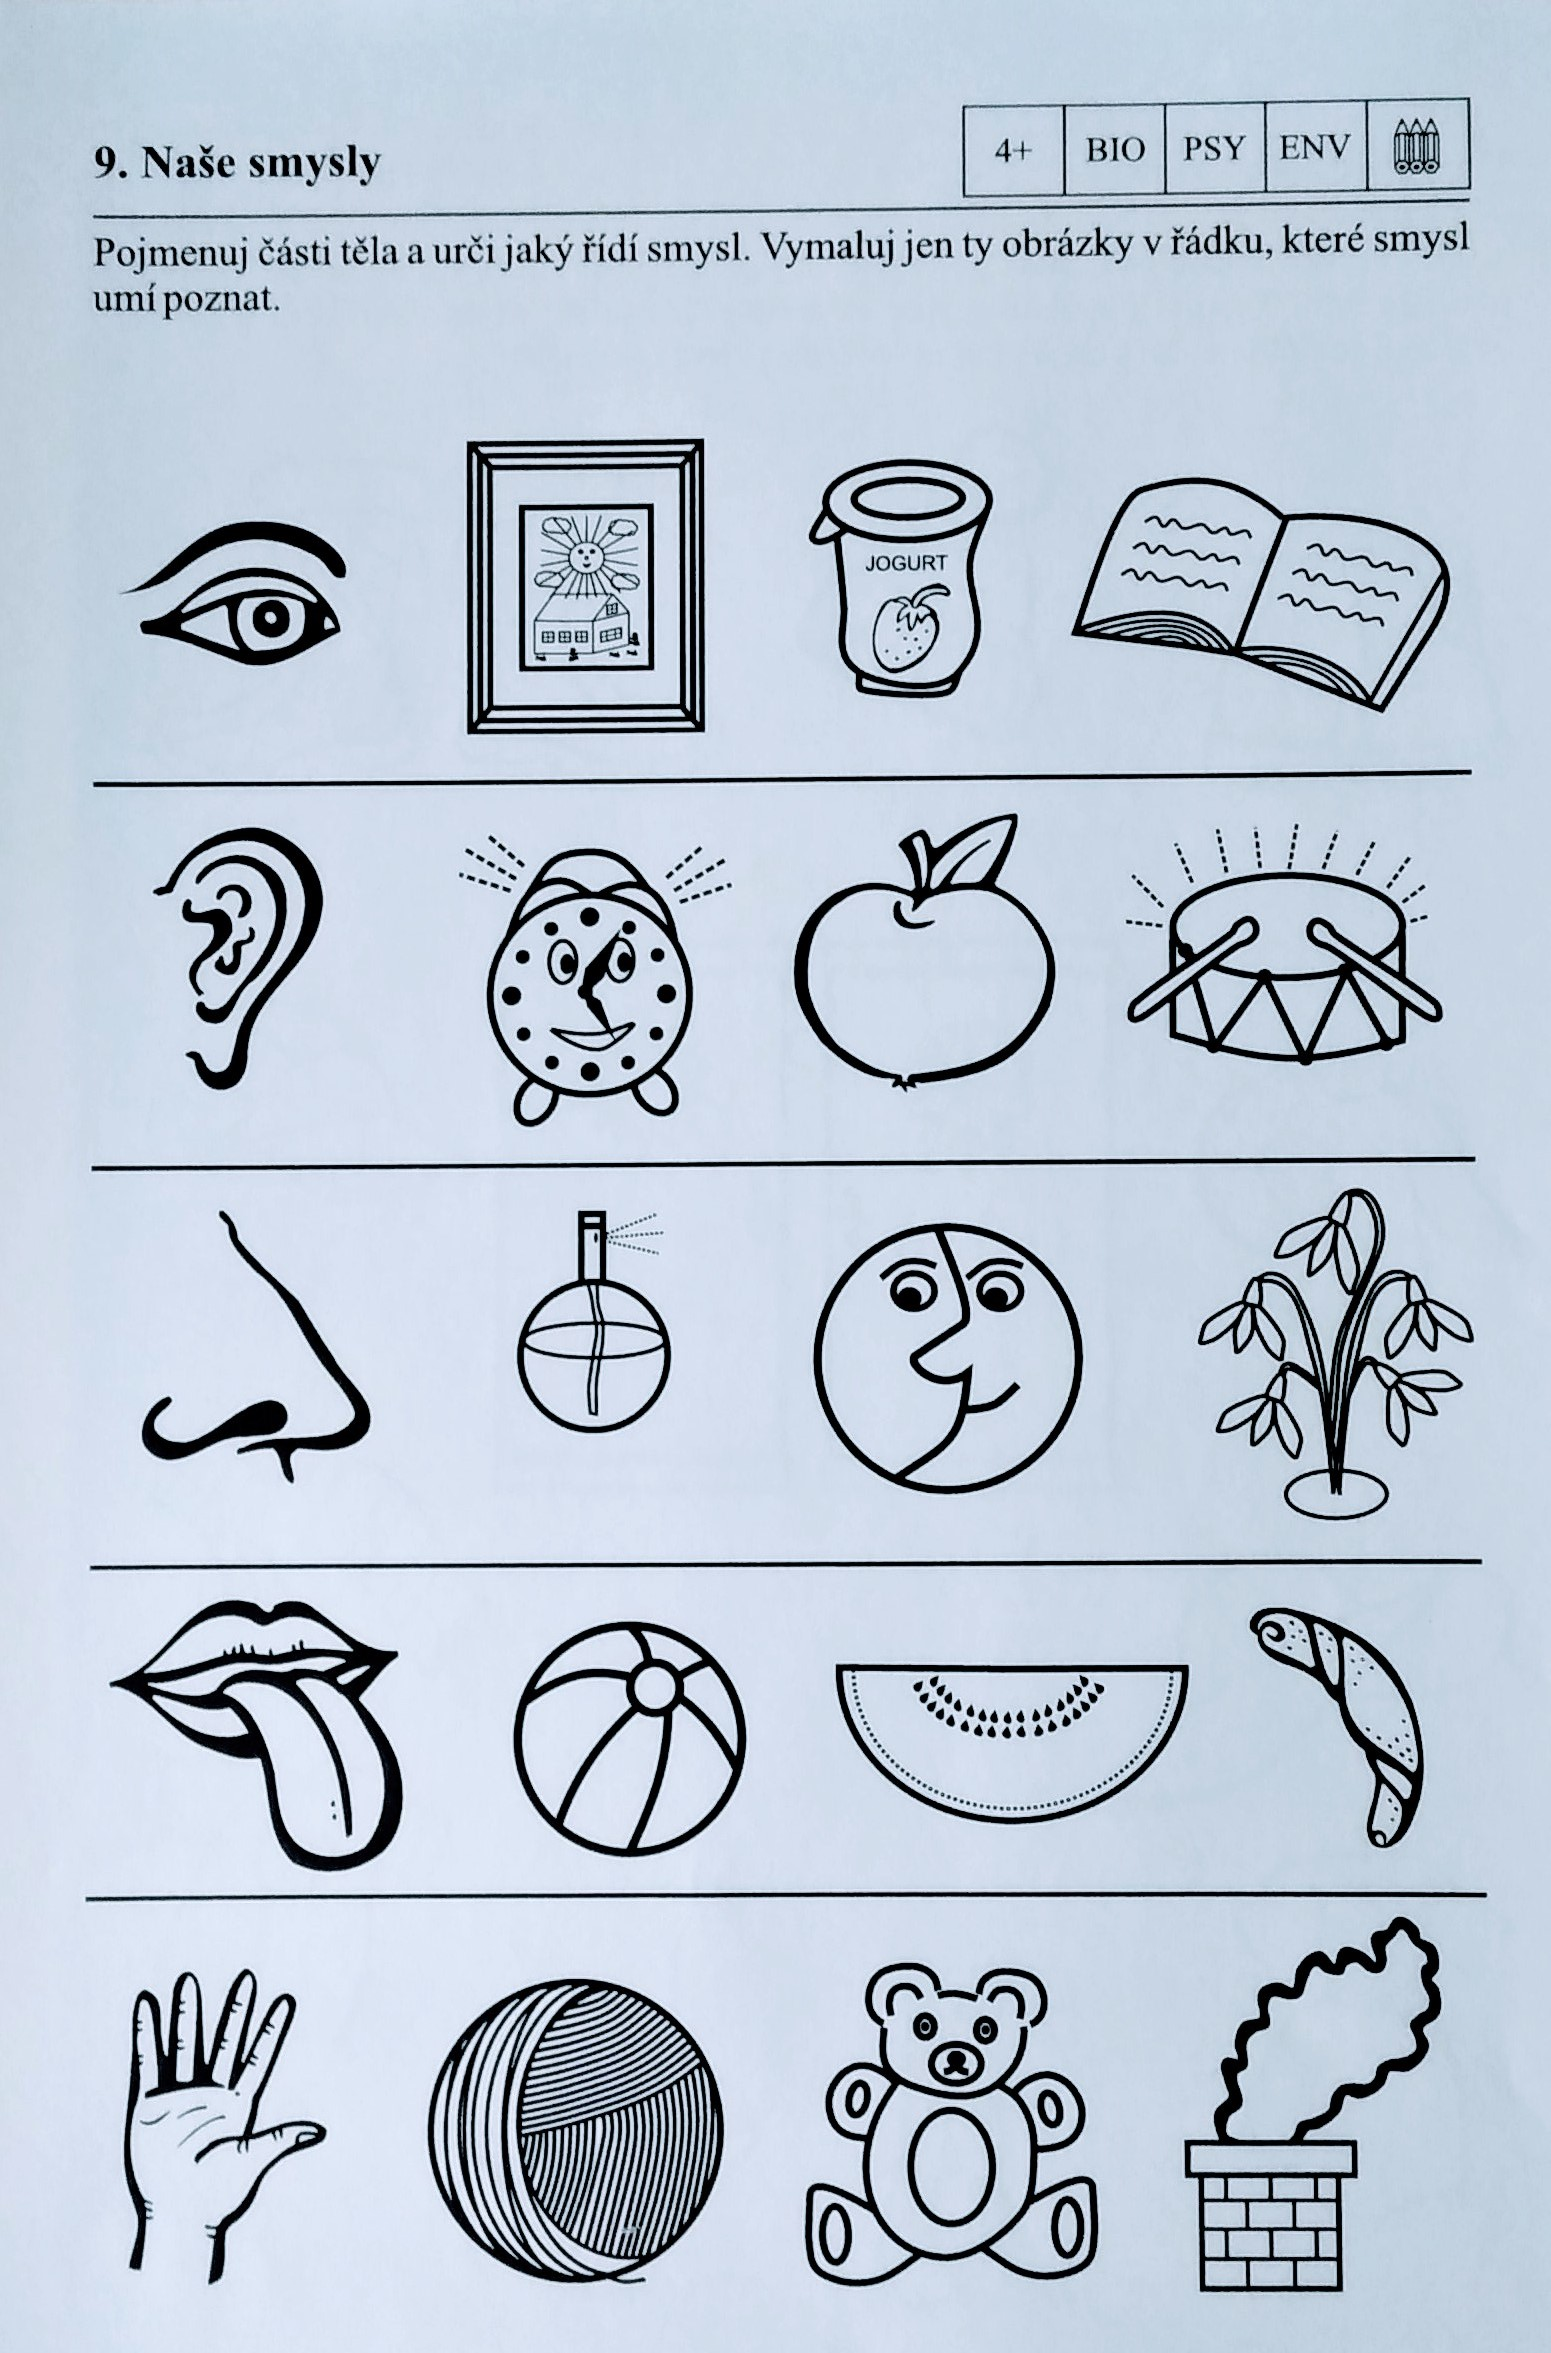 9. Naše smysly
4+ BIO PSY ENV
Pojmenuj části těla a urči jaký řídí smysl. Vymaluj jen ty obrázky v řádku, které smysl
umí poznat.
JOGURT